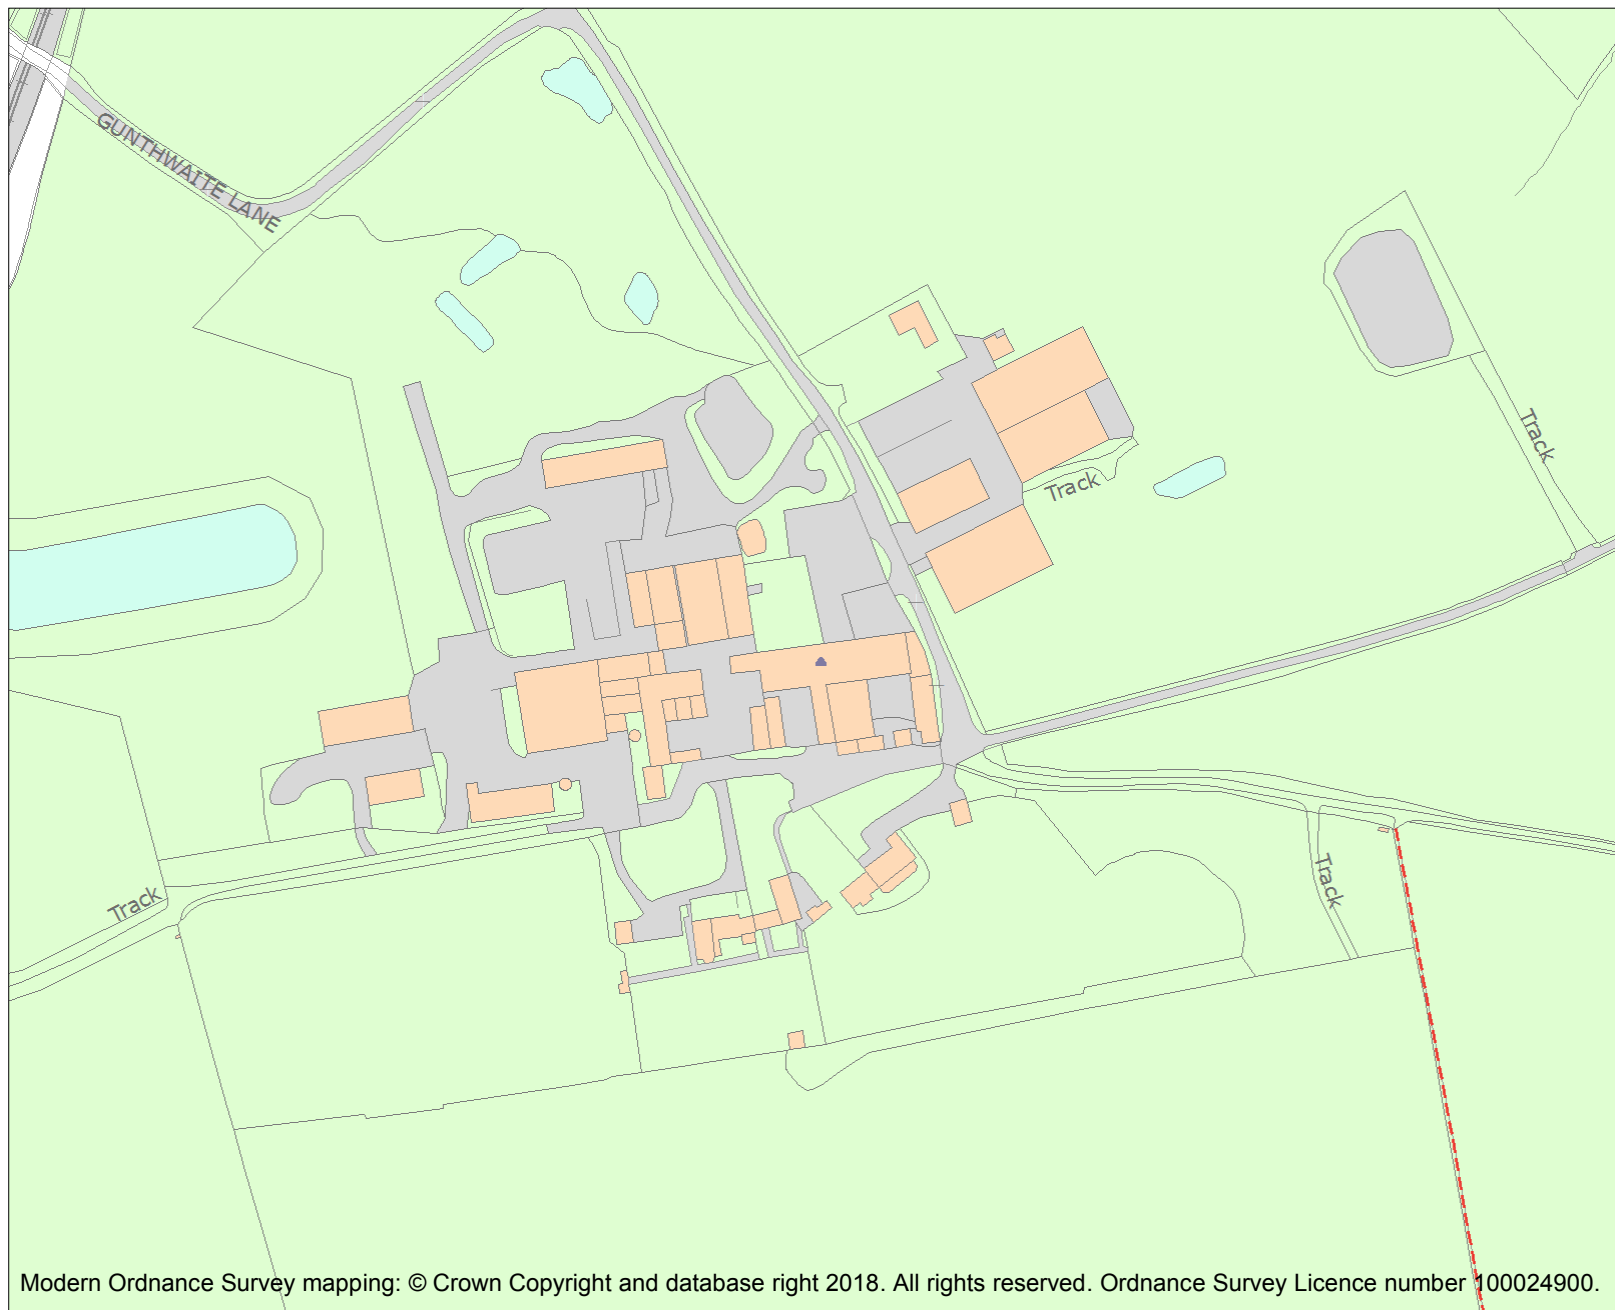 GUNTHWAITE LANE
Track
Track
Track
Track
Modern Ordnance Survey mapping: © Crown Copyright and database right 2018. All rights reserved. Ordnance Survey Licence number 100024900.